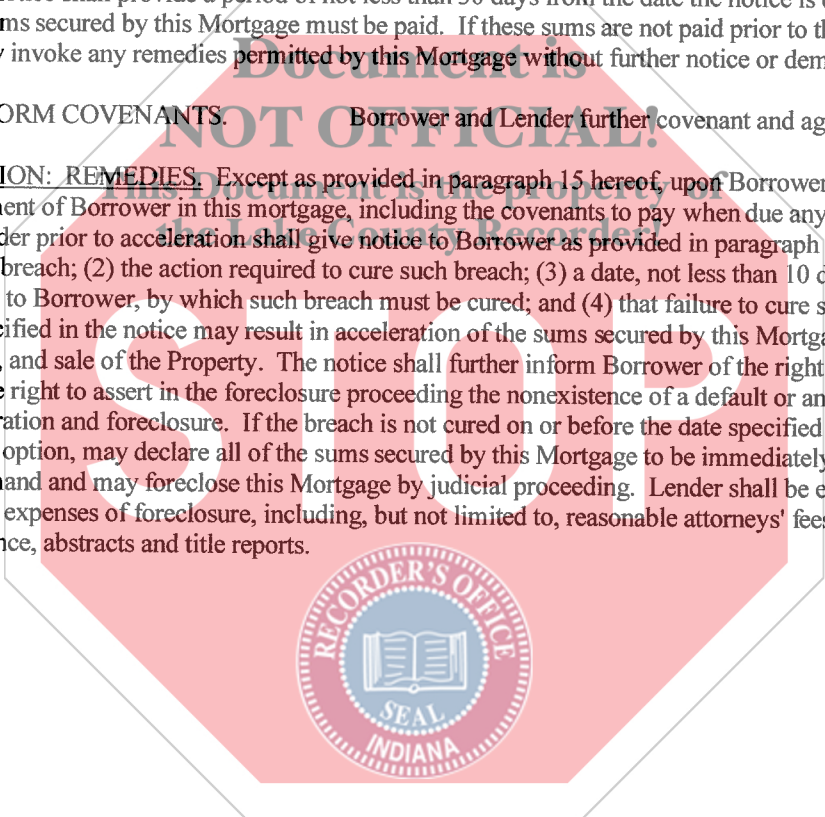 ms secured by this Mortgage must be paid. If these sums are not paid prior to th
y invoke any remedies permitted by this Mortgage without further notice or dem
Document is
NOT OFFICIAL!
This Document is the property of
the Lake County Recorder!
ORM COVENANTS. Borrower and Lender further covenant and ag
ION: REMEDIES. Except as provided in paragraph 15 hereof, upon Borrower
ent of Borrower in this mortgage, including the covenants to pay when due any
der prior to acceleration shall give notice to Borrower as provided in paragraph
breach; (2) the action required to cure such breach; (3) a date, not less than 10 d
to Borrower, by which such breach must be cured; and (4) that failure to cure s
cified in the notice may result in acceleration of the sums secured by this Mortga
, and sale of the Property. The notice shall further inform Borrower of the right
e right to assert in the foreclosure proceeding the nonexistence of a default or an
ration and foreclosure. If the breach is not cured on or before the date specified
option, may declare all of the sums secured by this Mortgage to be immediately
and and may foreclose this Mortgage by judicial proceeding. Lender shall be e
expenses of foreclosure, including, but not limited to, reasonable attorneys' fees
nce, abstracts and title reports.
STOP
RECORDER'S OFFICE
SEAL
INDIANA